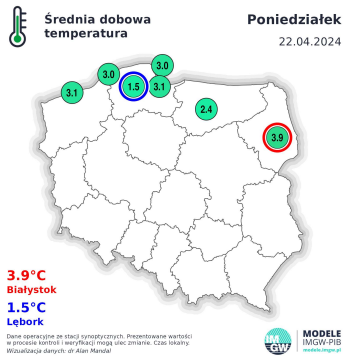 Średnia dobowa
temperatura
Poniedziałek
22.04.2024
3.0
3.0
3.1
1.5
3.1
2.4
3.9
3.9°C
Białystok
1.5°C
Lębork
Dane operacyjne ze stacji synoptycznych. Prezentowane wartości
w procesie kontroli i weryfikacji mogą ulec zmianie. Czas lokalny.
Wizualizacja danych: dr Alan Mandal
IM
GW
MODELE
IMGW-PIB
modele.imgw.pl